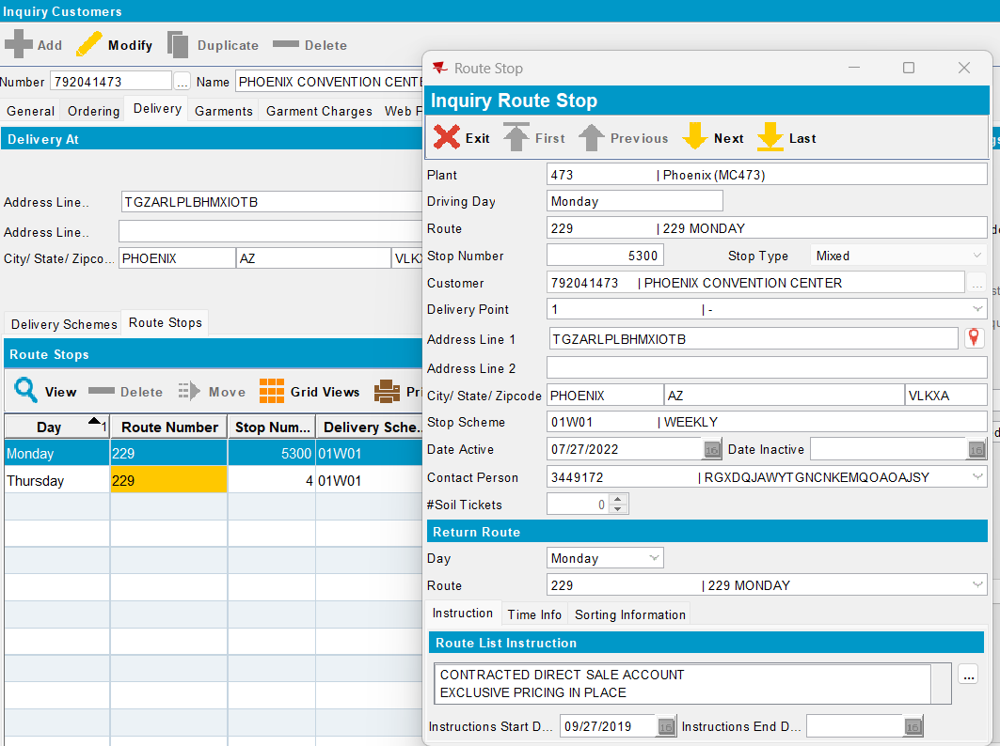 Inquiry Customers
Add Modify Duplicate Delete
Number 792041473 ... Name PHOENIX CONVENTION CENTE
General Ordering Delivery Garments Garment Charges Web
Delivery At
Address Line.. TGZARLPLBHMXIOTB
Address Line..
City/ State/ Zipco... PHOENIX AZ VLKX
Delivery Schemes Route Stops
Route Stops
View Delete Move Grid Views
Day 1 Route Number Stop Num... Delivery Sche..
Monday 229 5300 01W01
Thursday 229 4 01W01
Route Stop
Inquiry Route Stop
Exit First Previous Next Last
Plant 473 | Phoenix (MC473)
Driving Day Monday
Route 229 | 229 MONDAY
Stop Number 5300 Stop Type Mixed
Customer 792041473 | PHOENIX CONVENTION CENTER ...
Delivery Point 1 | -
Address Line 1 TGZARLPLBHMXIOTB
Address Line 2
City/ State/ Zipcode PHOENIX AZ VLKXA
Stop Scheme 01W01 | WEEKLY
Date Active 07/27/2022 16 Date Inactive 16
Contact Person 3449172 | RGXDQJAWYTGNCNKEMQOAOAJSY
#Soil Tickets 0
Return Route
Day Monday
Route 229 | 229 MONDAY
Instruction Time Info Sorting Information
Route List Instruction
CONTRACTED DIRECT SALE ACCOUNT
EXCLUSIVE PRICING IN PLACE
...
Instructions Start D... 09/27/2019 16 Instructions End D... 16